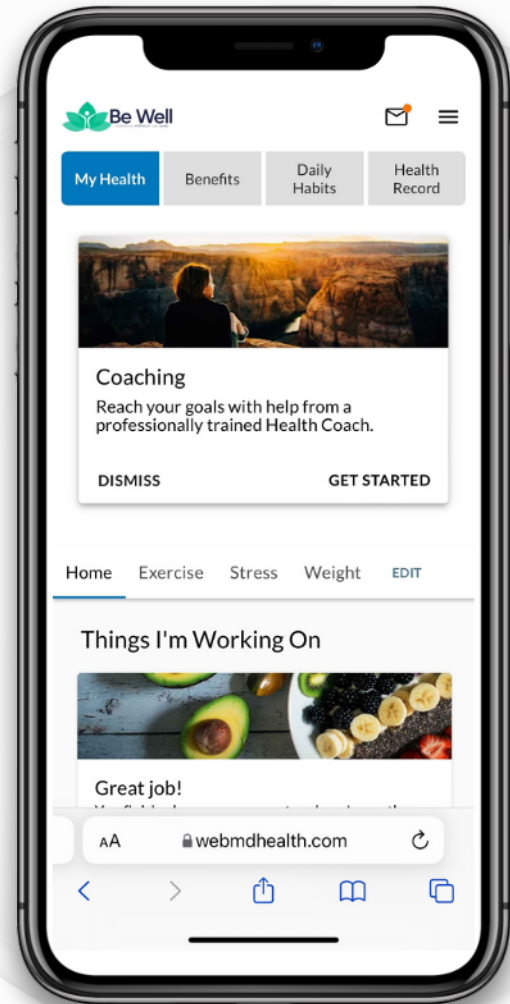 Be Well
My Health
Benefits
Daily
Habits
Health
Record
Coaching
Reach your goals with help from a
professionally trained Health Coach.
DISMISS
GET STARTED
Home Exercise Stress Weight EDIT
Things I'm Working On
Great job!
AA
webmdhealth.com